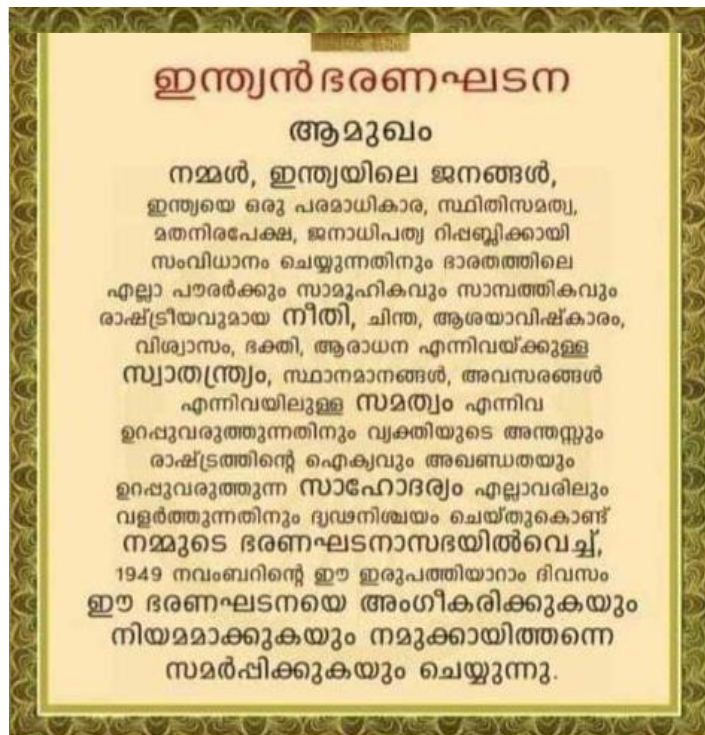 ഇന്ത്യൻ ഭരണഘടന
ആമുഖം
നമ്മൾ, ഇന്ത്യയിലെ ജനങ്ങൾ,
ഇന്ത്യയെ ഒരു പരമാധികാര, സ്ഥിതിസമത്വ,
മതനിരപേക്ഷ, ജനാധിപത്യ റിപ്പബ്ലിക്കായി
സംവിധാനം ചെയ്യുന്നതിനും ഭാരതത്തിലെ
എല്ലാ പൗരർക്കും സാമൂഹികവും സാമ്പത്തികവും
രാഷ്ട്രീയവുമായ നീതി, ചിന്ത, ആശയാവിഷ്കാരം,
വിശ്വാസം, ഭക്തി, ആരാധന എന്നിവയ്ക്കുള്ള
സ്വാതന്ത്ര്യം, സ്ഥാനമാനങ്ങൾ, അവസരങ്ങൾ
എന്നിവയിലുള്ള സമത്വം എന്നിവ
ഉറപ്പുവരുത്തുന്നതിനും വ്യക്തിയുടെ അന്തസ്സും
രാഷ്ട്രത്തിന്റെ ഐക്യവും അഖണ്ഡതയും
ഉറപ്പുവരുത്തുന്ന സാഹോദര്യം എല്ലാവരിലും
വളർത്തുന്നതിനും ദൃഢനിശ്ചയം ചെയ്തുകൊണ്ട്
നമ്മുടെ ഭരണഘടനാസഭയിൽവെച്ച്,
1949 നവംബറിന്റെ ഈ ഇരുപത്തിയാറാം ദിവസം
ഈ ഭരണഘടനയെ അംഗീകരിക്കുകയും
നിയമമാക്കുകയും നമുക്കായിത്തന്നെ
സമർപ്പിക്കുകയും ചെയ്യുന്നു.